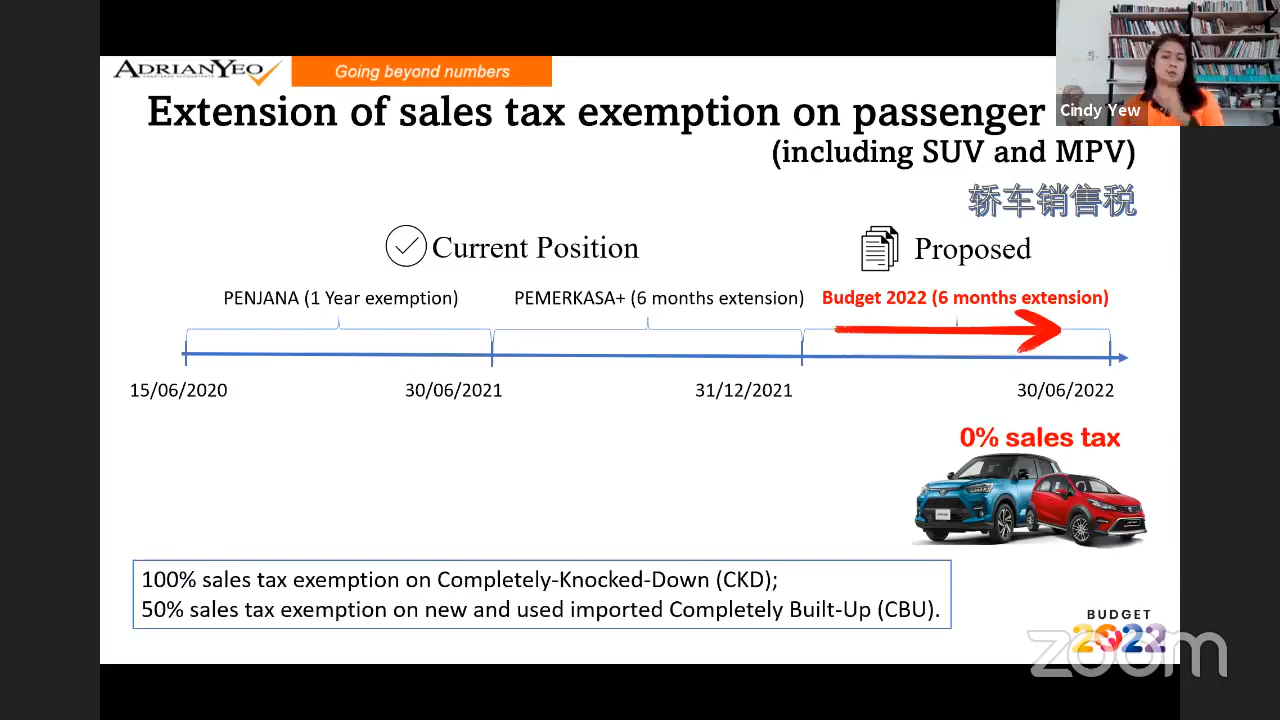 ADRIANYEO
CHARTERED ACCOUNTANTS
Going beyond numbers
Extension of sales tax exemption on passenger
(including SUV and MPV)
轿车销售税
Cindy Yew
Current Position
Proposed
PENJANA (1 Year exemption)
PEMERKASA+ (6 months extension)
Budget 2022 (6 months extension)
15/06/2020
30/06/2021
31/12/2021
30/06/2022
0% sales tax
100% sales tax exemption on Completely-Knocked-Down (CKD);
50% sales tax exemption on new and used imported Completely Built-Up (CBU).
BUDGET
2022
zoom